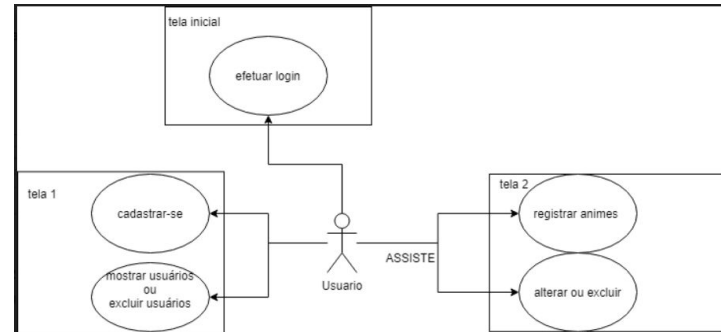 tela inicial
efetuar login
tela 1
cadastrar-se
mostrar usuários
ou
excluir usuários
Usuario
ASSISTE
tela 2
registrar animes
alterar ou excluir